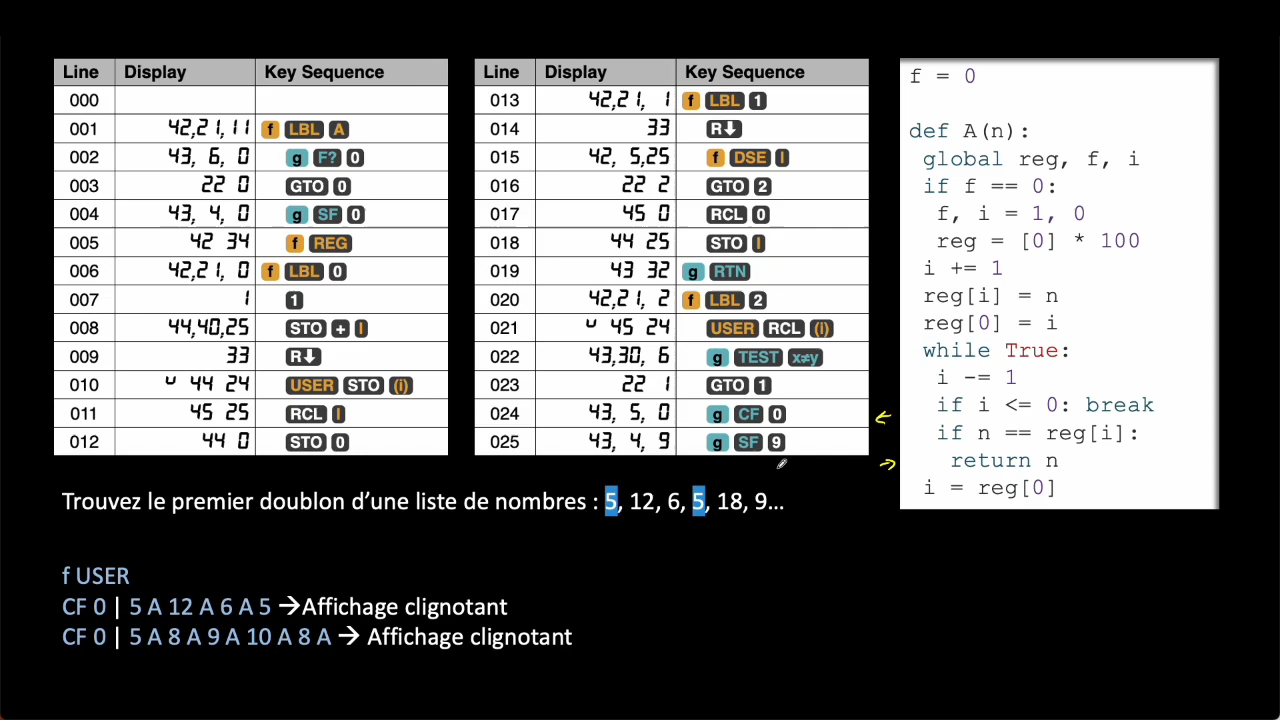 Line Display Key Sequence
000
001 42,21,11 f LBL A
002 43, 6, 0 g F? 0
003 22 0 GTO 0
004 43, 4, 0 g SF 0
005 42 34 f REG
006 42,21, 0 f LBL 0
007 1 1
008 44,40,25 STO + I
009 33 R⬇
010 ᵕ 44 24 USER STO (i)
011 45 25 RCL I
012 44 0 STO 0
Line Display Key Sequence
013 42,21, 1 f LBL 1
014 33 R⬇
015 42, 5,25 f DSE I
016 22 2 GTO 2
017 45 0 RCL 0
018 44 25 STO I
019 43 32 g RTN
020 42,21, 2 f LBL 2
021 ᵕ 45 24 USER RCL (i)
022 43,30, 6 g TEST x≠y
023 22 1 GTO 1
024 43, 5, 0 g CF 0
025 43, 4, 9 g SF 9
f = 0
def A(n):
global reg, f, i
if f == 0:
f, i = 1, 0
reg = [0] * 100
i += 1
reg[i] = n
reg[0] = i
while True:
i -= 1
if i <= 0: break
if n == reg[i]:
return n
i = reg[0]
Trouvez le premier doublon d’une liste de nombres : 5, 12, 6, 5, 18, 9...
f USER
CF 0 | 5 A 12 A 6 A 5 →Affichage clignotant
CF 0 | 5 A 8 A 9 A 10 A 8 A → Affichage clignotant